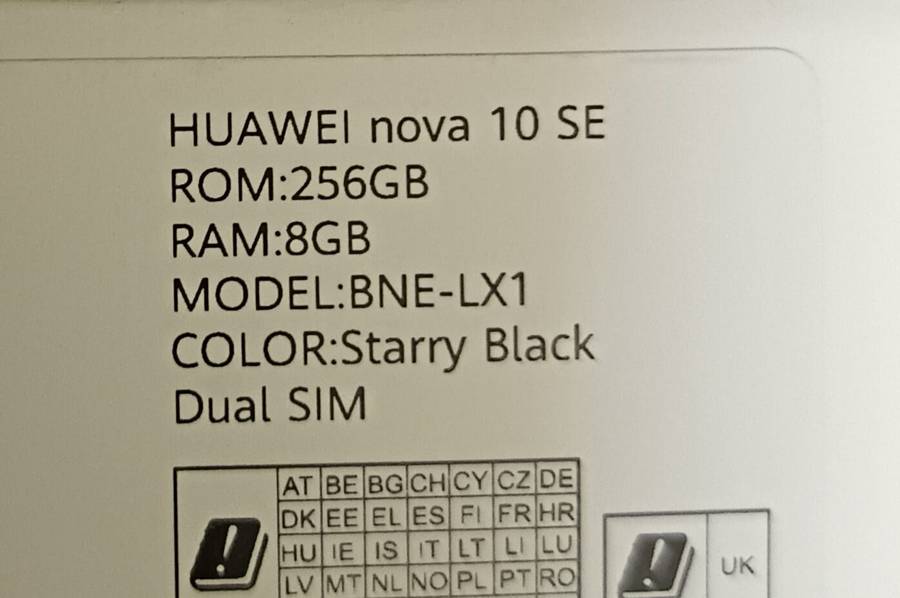 HUAWEI nova 10 SE
ROM:256GB
RAM:8GB
MODEL:BNE-LX1
COLOR:Starry Black
Dual SIM
AT BE BG CH CY CZ DE
DK EE EL ES FI FR HR
HU IE IS IT LT LI LU
LV MT NL NO PL PT RO
UK